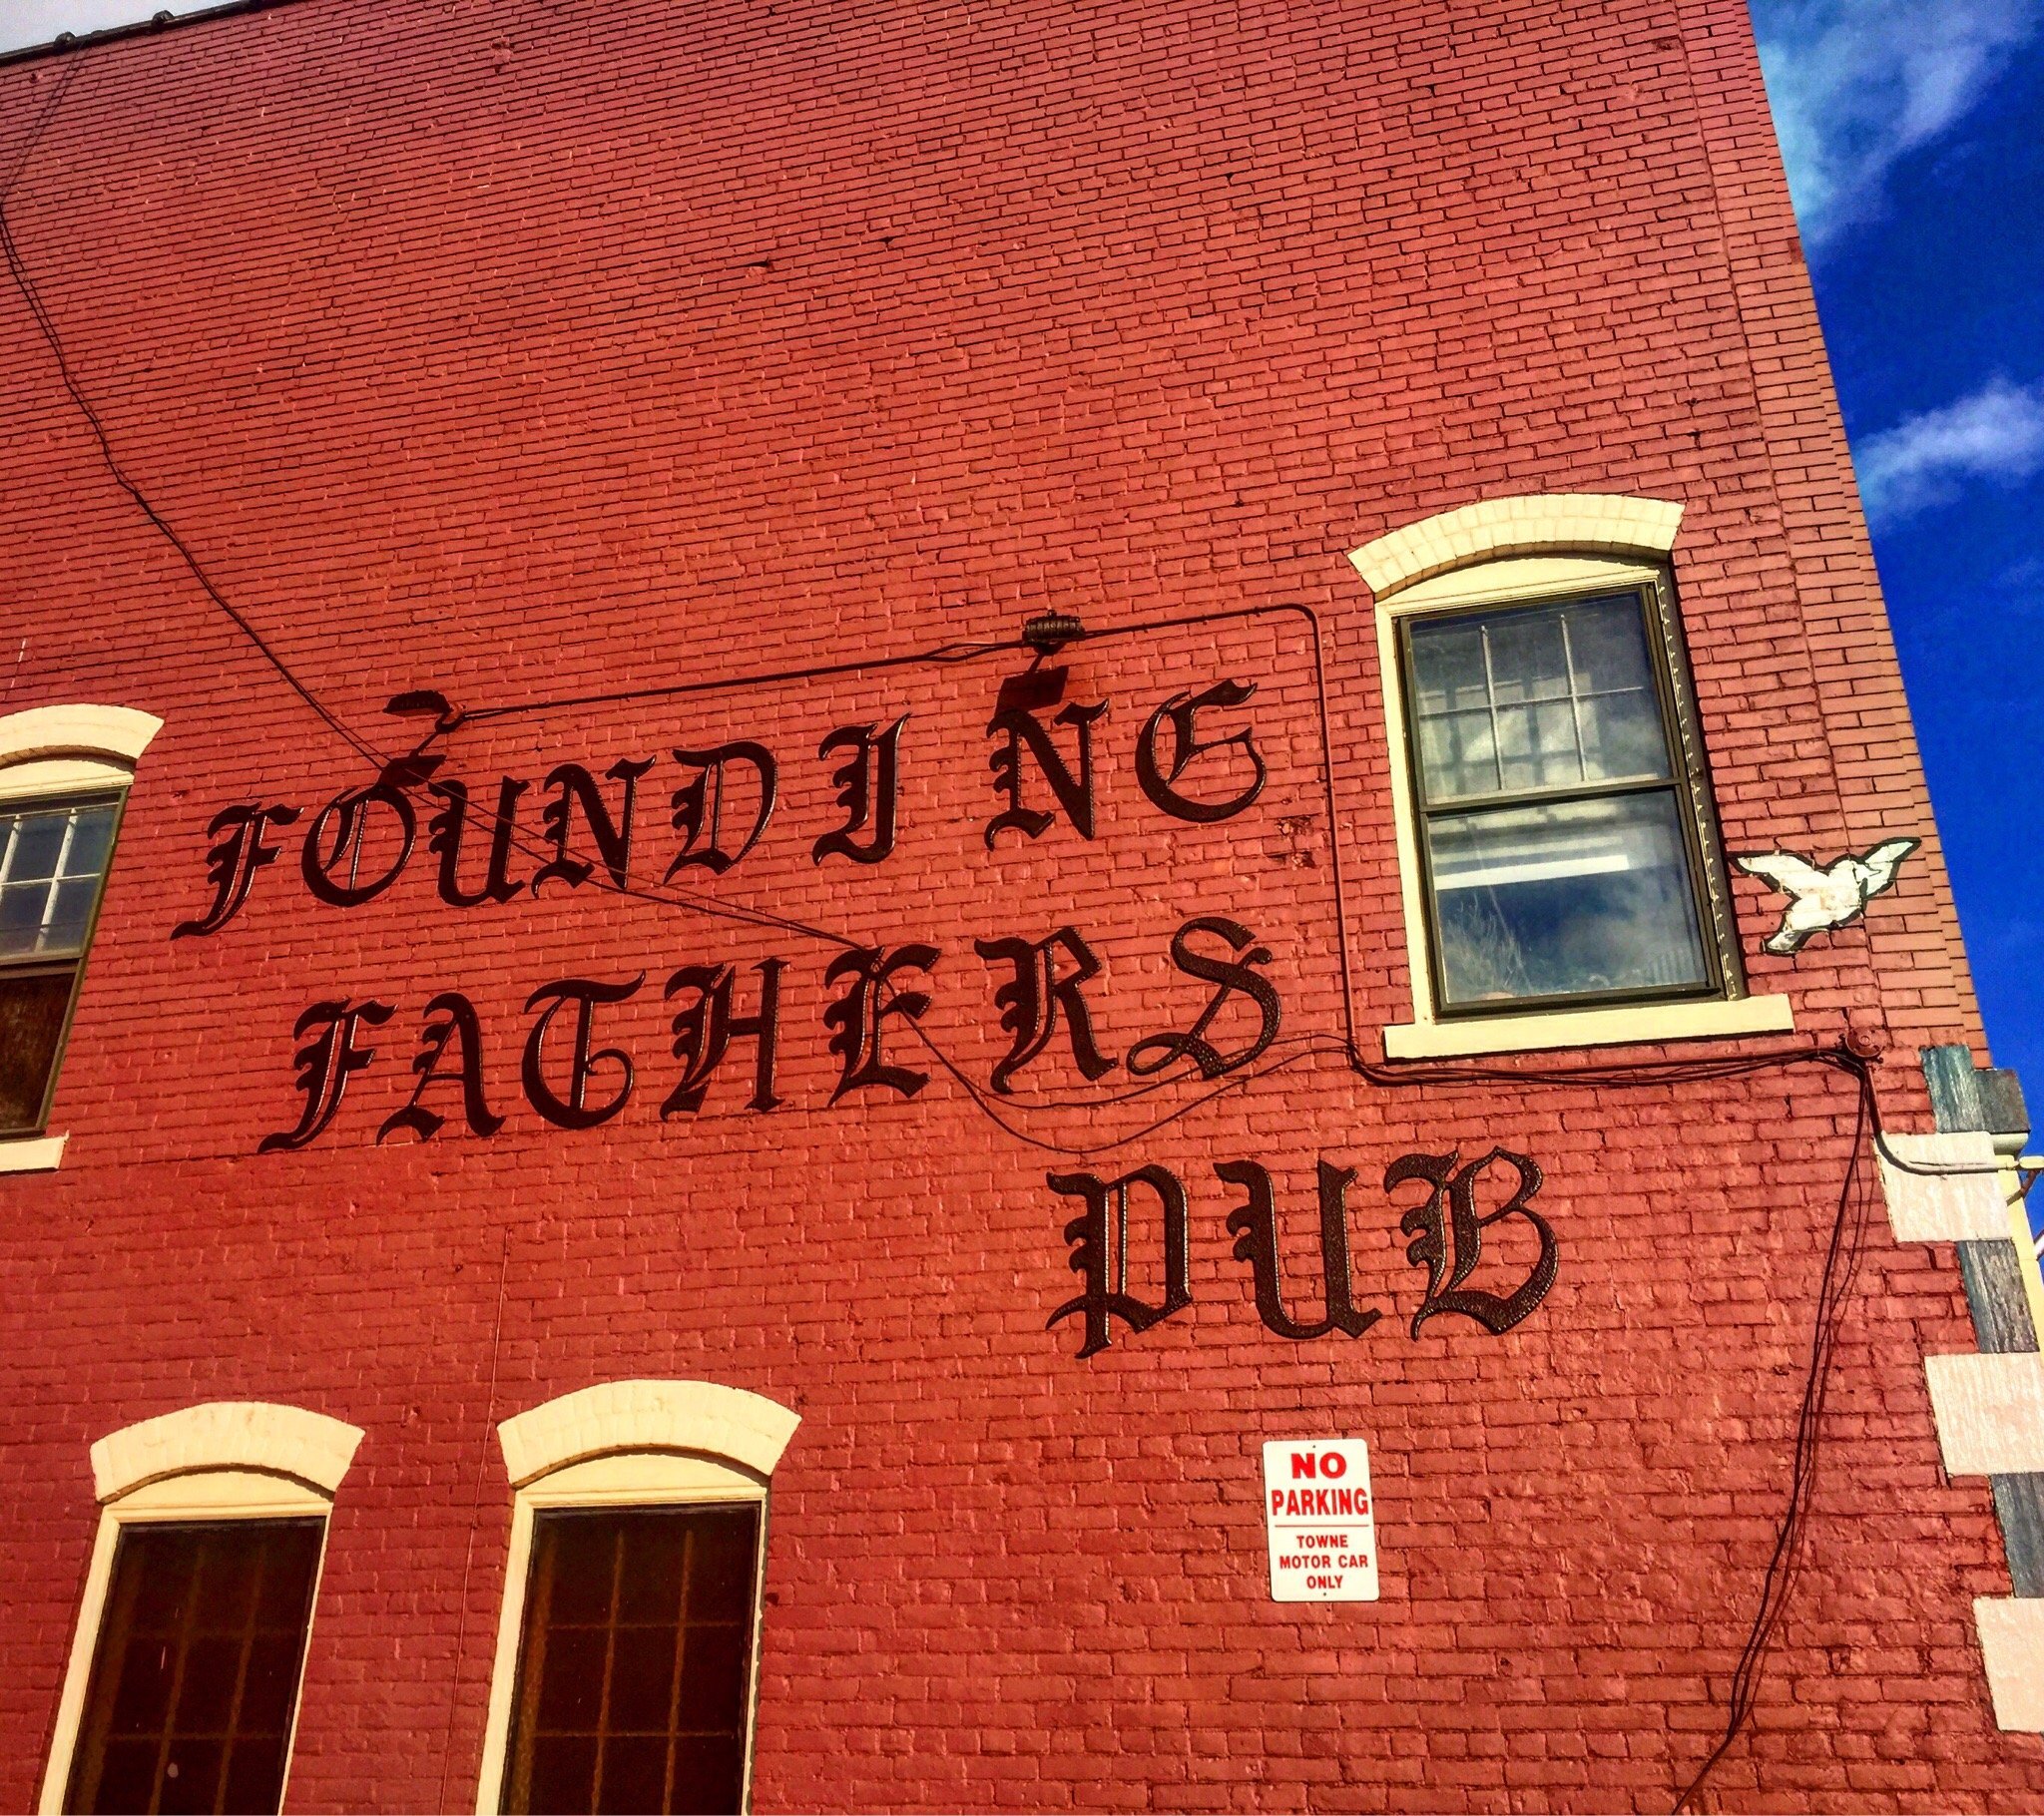 FOUNDING
FATHERS
PUB
NO
PARKING
TOWNE
MOTOR CAR
ONLY